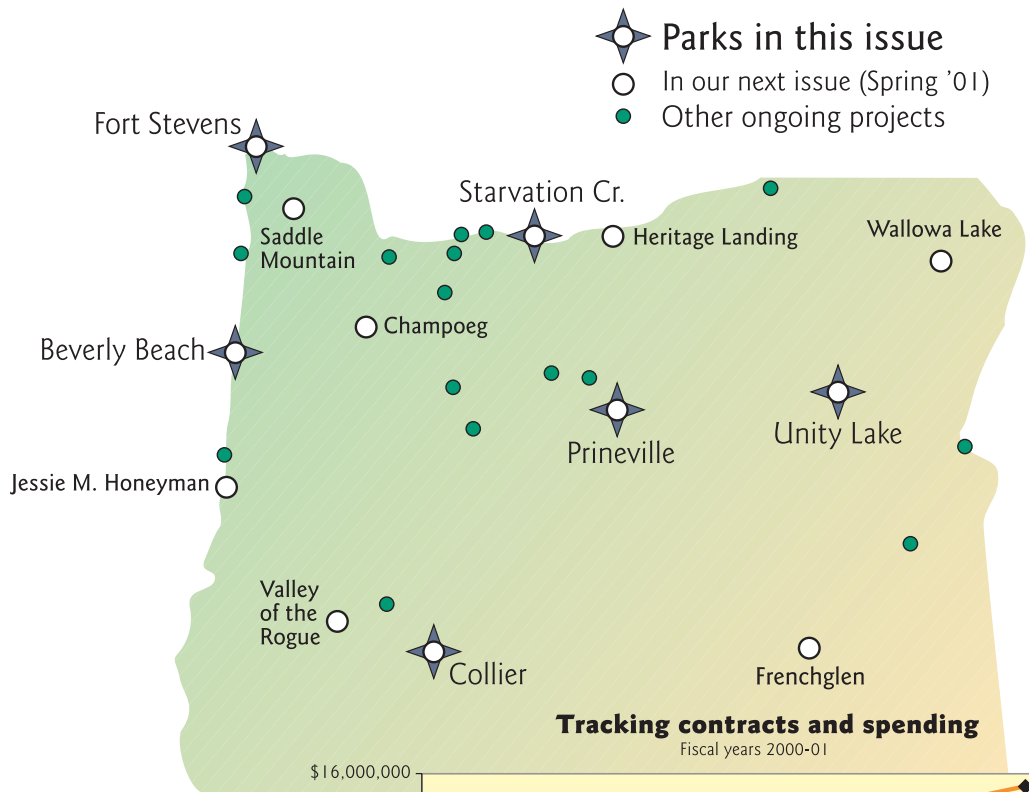 Parks in this issue
In our next issue (Spring ’01)
Other ongoing projects
Fort Stevens
Starvation Cr.
Saddle
Mountain
Heritage Landing
Wallowa Lake
Champoeg
Beverly Beach
Prineville
Unity Lake
Jessie M. Honeyman
Valley
of the
Rogue
Collier
Frenchglen
Tracking contracts and spending
Fiscal years 2000-01
$16,000,000